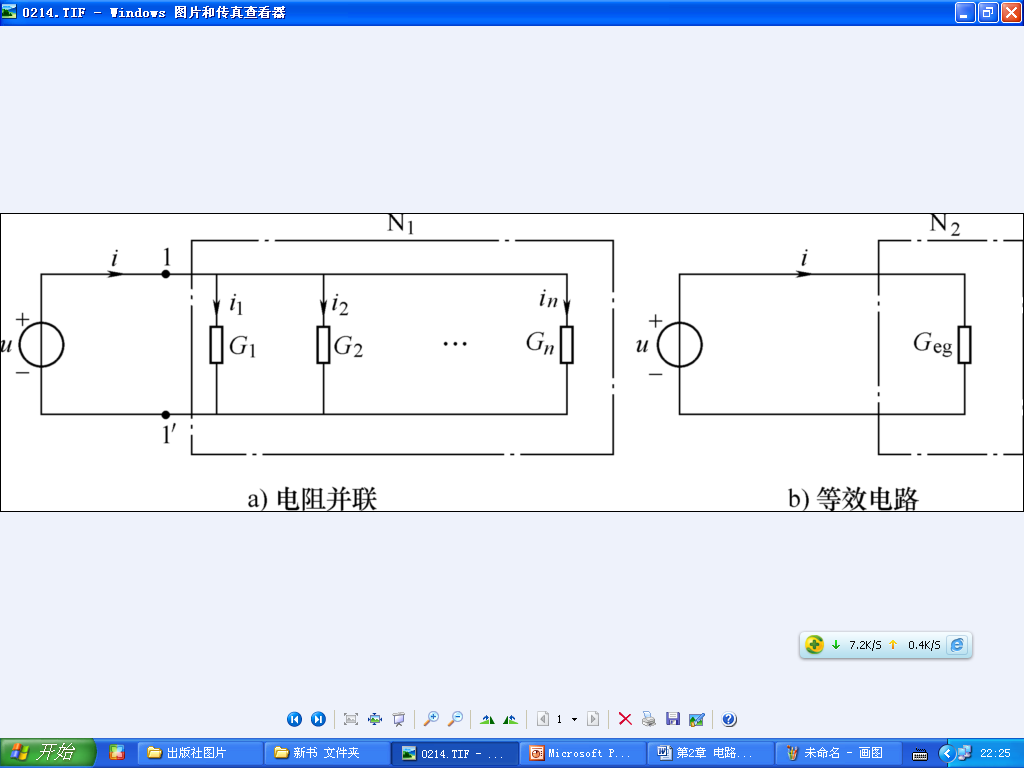 0214.TIF - Windows 图片和传真查看器
N1
N2
i
1
i
i1
i2
in
+
u
−
G1
G2
…
Gn
+
u
−
Geg
1′
a) 电阻并联
b) 等效电路
7.2K/S
0.4K/S
1
开始
出版社图片
新书 文件夹
0214.TIF - ...
Microsoft P...
第2章 电路...
未命名 - 画图
22:25